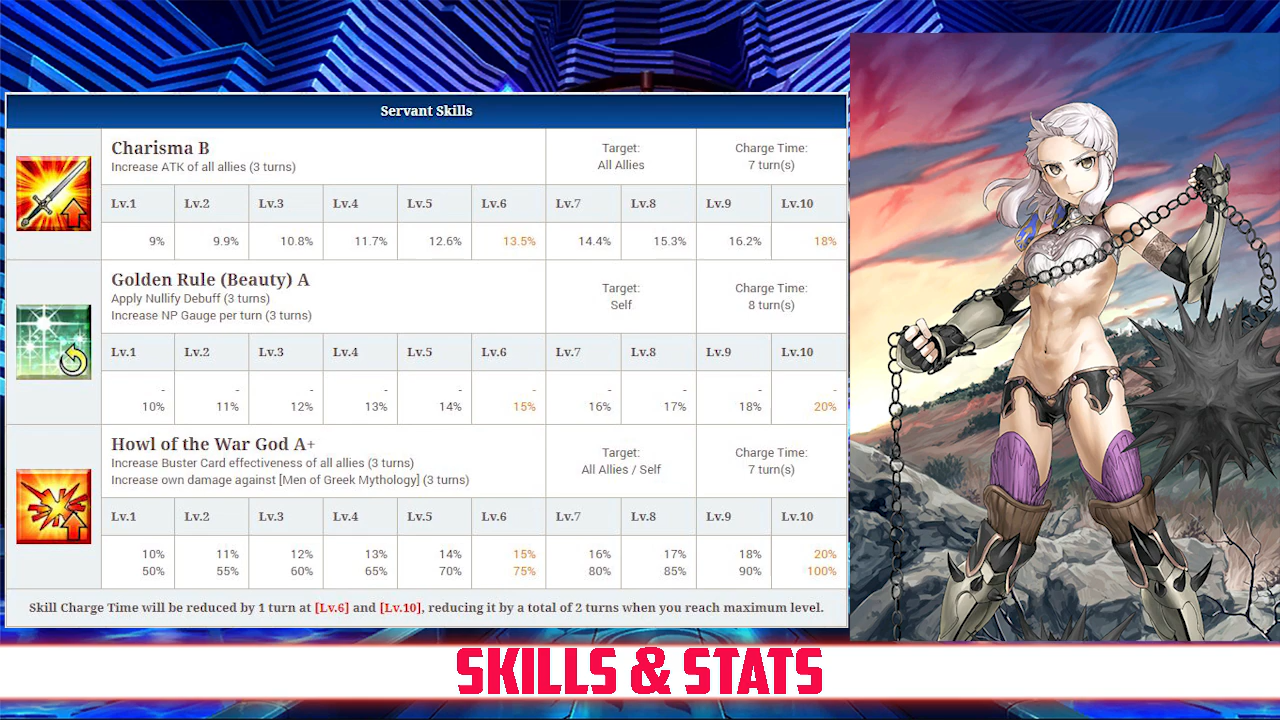 Servant Skills
Charisma B
Increase ATK of all allies (3 turns)
Target:
All Allies
Charge Time:
7 turn(s)
Lv.1 Lv.2 Lv.3 Lv.4 Lv.5 Lv.6 Lv.7 Lv.8 Lv.9 Lv.10
9% 9.9% 10.8% 11.7% 12.6% 13.5% 14.4% 15.3% 16.2% 18%
Golden Rule (Beauty) A
Apply Nullify Debuff (3 turns)
Increase NP Gauge per turn (3 turns)
Target:
Self
Charge Time:
8 turn(s)
Lv.1 Lv.2 Lv.3 Lv.4 Lv.5 Lv.6 Lv.7 Lv.8 Lv.9 Lv.10
- - - - - - - - - -
10% 11% 12% 13% 14% 15% 16% 17% 18% 20%
Howl of the War God A+
Increase Buster Card effectiveness of all allies (3 turns)
Increase own damage against [Men of Greek Mythology] (3 turns)
Target:
All Allies / Self
Charge Time:
7 turn(s)
Lv.1 Lv.2 Lv.3 Lv.4 Lv.5 Lv.6 Lv.7 Lv.8 Lv.9 Lv.10
10% 11% 12% 13% 14% 15% 16% 17% 18% 20%
50% 55% 60% 65% 70% 75% 80% 85% 90% 100%
Skill Charge Time will be reduced by 1 turn at [Lv.6] and [Lv.10], reducing it by a total of 2 turns when you reach maximum level.
SKILLS & STATS